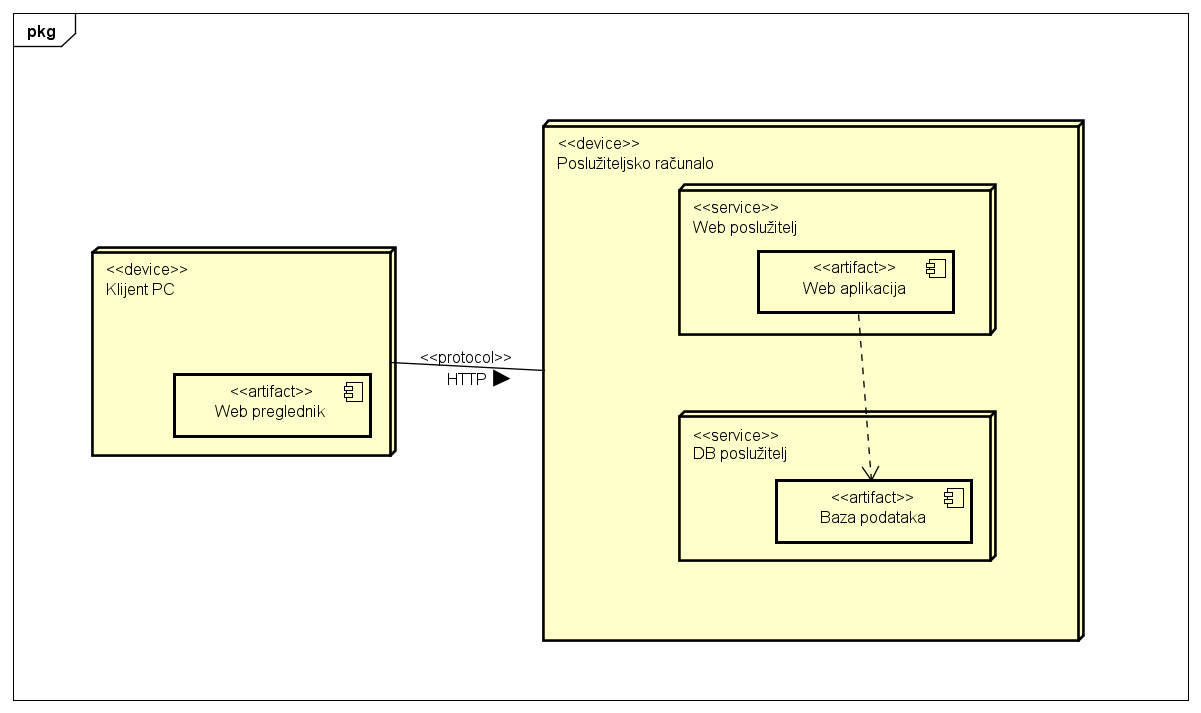 pkg
<<device>>
Klijent PC
<<artifact>>
Web preglednik
<<protocol>>
HTTP
<<device>>
Poslužiteljsko računalo
<<service>>
Web poslužitelj
<<artifact>>
Web aplikacija
<<service>>
DB poslužitelj
<<artifact>>
Baza podataka